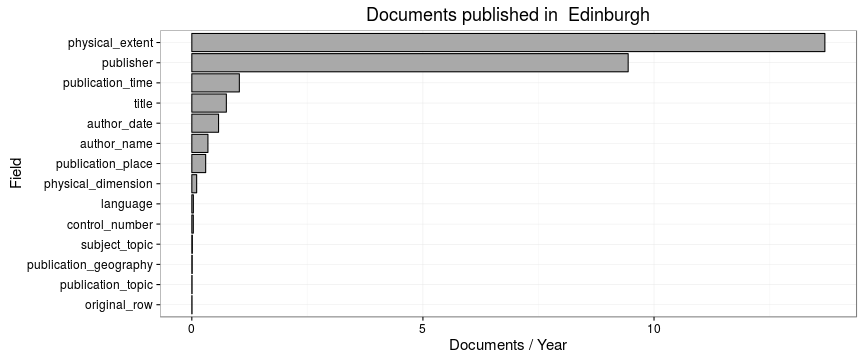 Documents published in  Edinburgh
Field
physical_extent
publisher
publication_time
title
author_date
author_name
publication_place
physical_dimension
language
control_number
subject_topic
publication_geography
publication_topic
original_row
0 5 10
Documents / Year